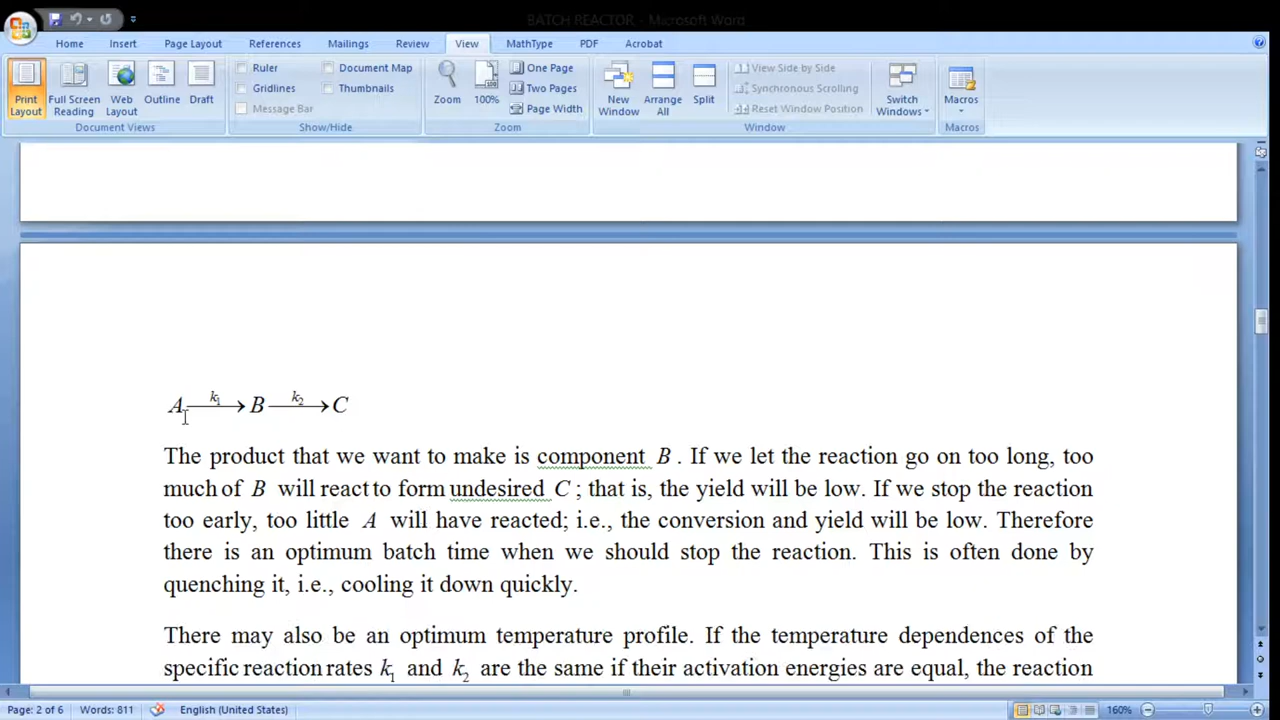 BATCH REACTOR - Microsoft Word
Home Insert Page Layout References Mailings Review View MathType PDF Acrobat
Print Layout
Full Screen Reading
Web Layout
Outline
Draft
Document Views
Ruler
Gridlines
Message Bar
Document Map
Thumbnails
Show/Hide
Zoom
100%
One Page
Two Pages
Page Width
Zoom
New Window
Arrange All
Split
View Side by Side
Synchronous Scrolling
Reset Window Position
Switch Windows
Window
Macros
Macros
A k₁→ B k₂→ C
The product that we want to make is component B . If we let the reaction go on too long, too
much of B will react to form undesired C ; that is, the yield will be low. If we stop the reaction
too early, too little A will have reacted; i.e., the conversion and yield will be low. Therefore
there is an optimum batch time when we should stop the reaction. This is often done by
quenching it, i.e., cooling it down quickly.
There may also be an optimum temperature profile. If the temperature dependences of the
specific reaction rates k₁ and k₂ are the same if their activation energies are equal, the reaction
Page: 2 of 6 Words: 811 English (United States) 160%